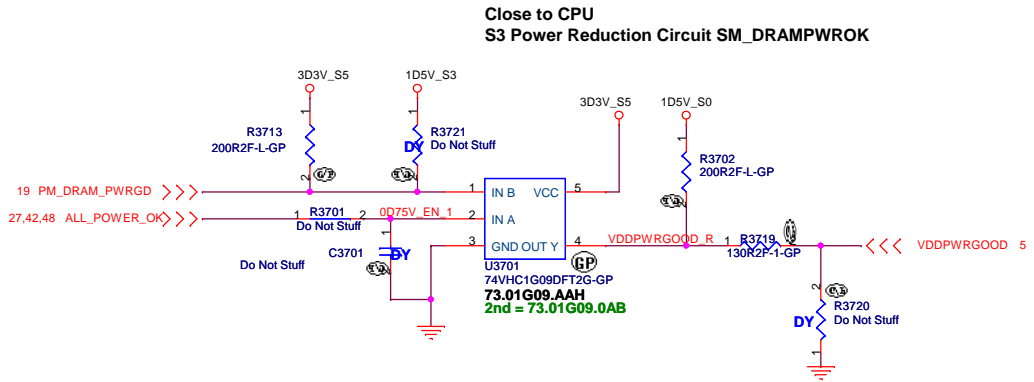 Close to CPU
S3 Power Reduction Circuit SM_DRAMPWROK
3D3V_S5
1D5V_S3
3D3V_S5
1D5V_S0
1
R3713
200R2F-L-GP
2
1
R3721
DY
Do Not Stuff
2
1
R3702
200R2F-L-GP
2
19 PM_DRAM_PWRGD
27,42,48 ALL_POWER_OK
1
R3701
2
Do Not Stuff
0D75V_EN_1
1
C3701
DY
2
Do Not Stuff
1
IN B
VCC
5
2
IN A
3
GND
OUT Y
4
U3701
GP
74VHC1G09DFT2G-GP
73.01G09.AAH
2nd = 73.01G09.0AB
VDDPWRGOOD_R
1
R3719
130R2F-1-GP
VDDPWRGOOD 5
2
R3720
DY
Do Not Stuff
1